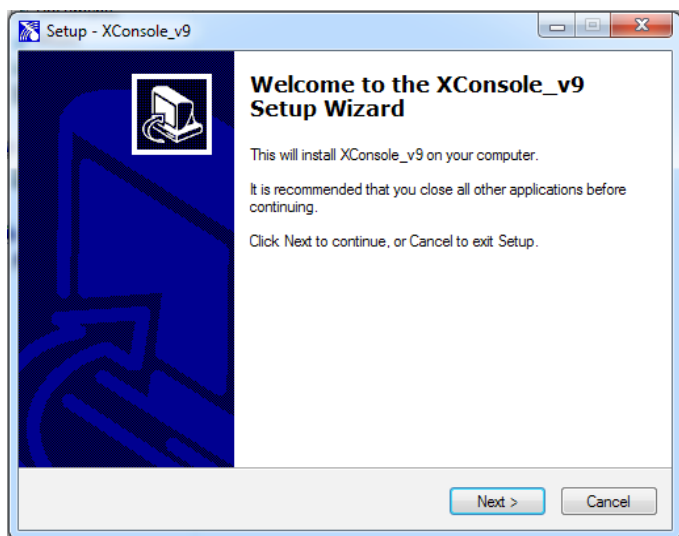 Setup - XConsole_v9
Welcome to the XConsole_v9
Setup Wizard
This will install XConsole_v9 on your computer.
It is recommended that you close all other applications before
continuing.
Click Next to continue, or Cancel to exit Setup.
Next >
Cancel